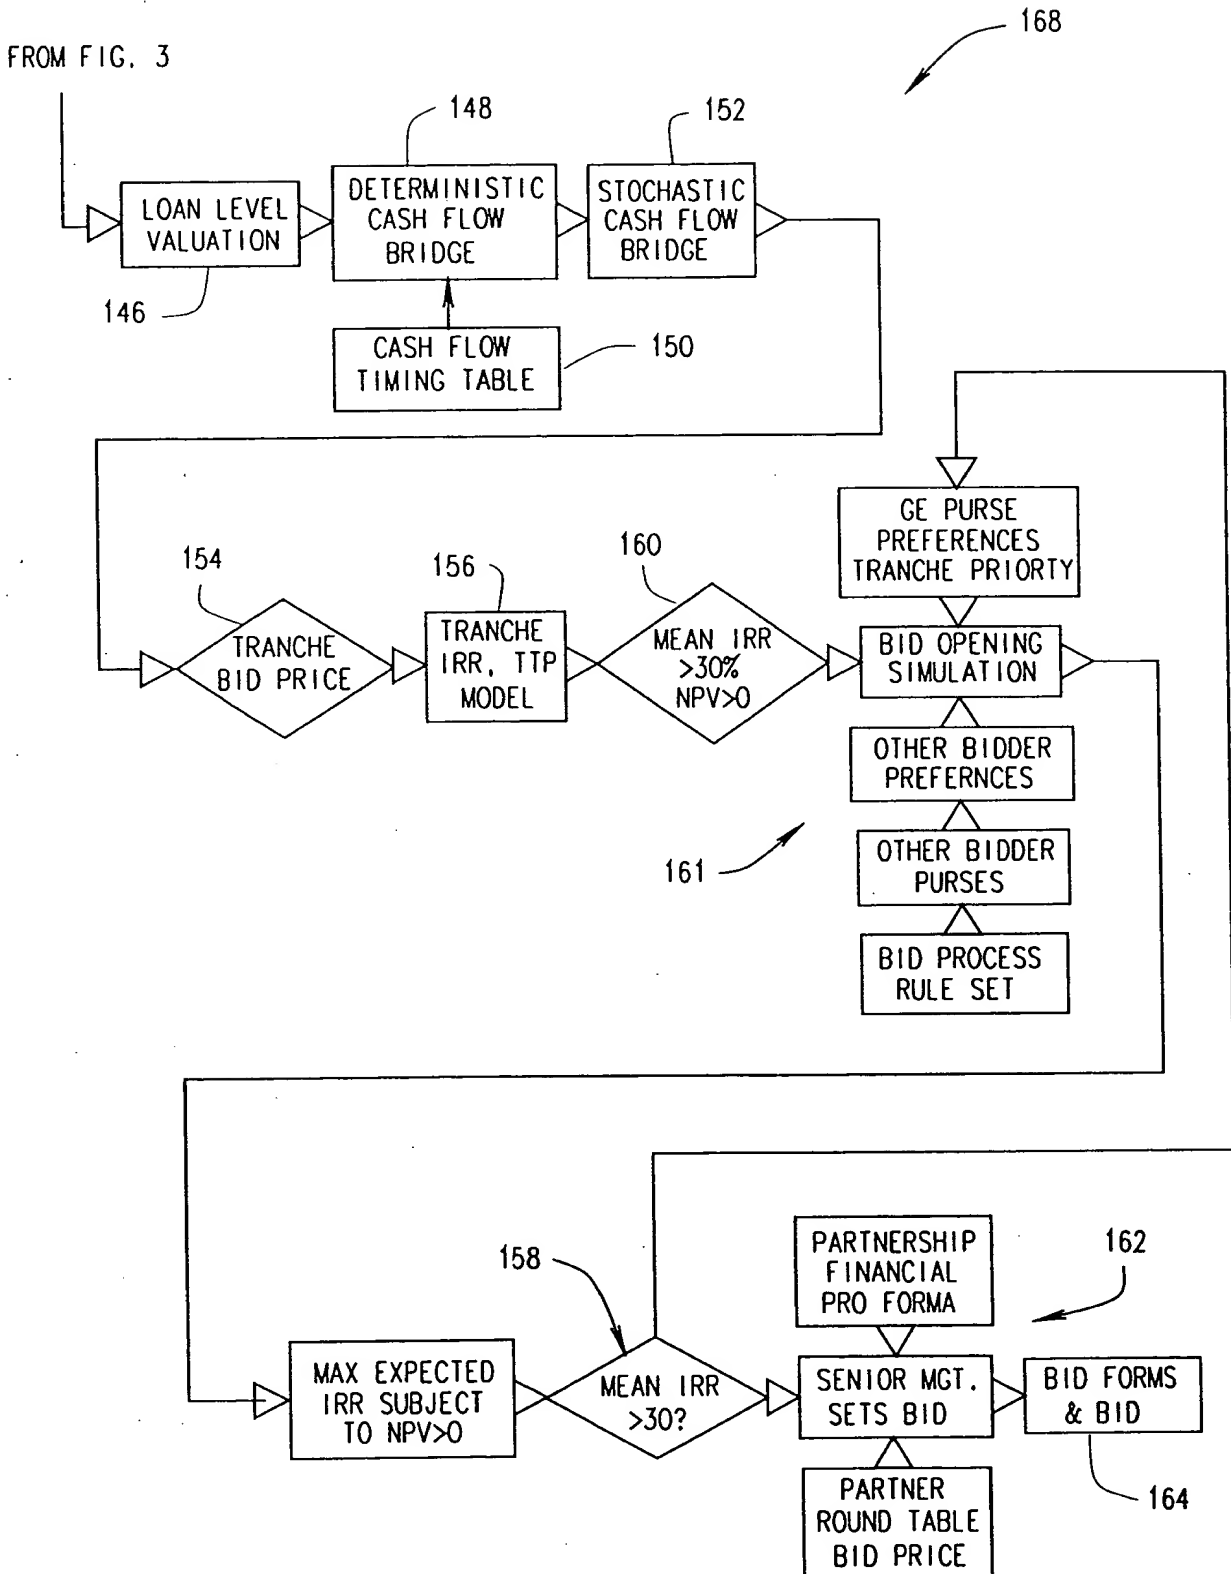 168
FROM FIG. 3
148
152
LOAN LEVEL
VALUATION
DETERMINISTIC
CASH FLOW
BRIDGE
STOCHASTIC
CASH FLOW
BRIDGE
146
CASH FLOW
TIMING TABLE
150
GE PURSE
PREFERENCES
TRANCHE PRIORTY
154
156
160
TRANCHE
BID PRICE
TRANCHE
IRR, TTP
MODEL
MEAN IRR
>30%
NPV>0
BID OPENING
SIMULATION
OTHER BIDDER
PREFERNCES
161
OTHER BIDDER
PURSES
BID PROCESS
RULE SET
158
PARTNERSHIP
FINANCIAL
PRO FORMA
162
MAX EXPECTED
IRR SUBJECT
TO NPV>0
MEAN IRR
>30?
SENIOR MGT.
SETS BID
BID FORMS
& BID
164
PARTNER
ROUND TABLE
BID PRICE